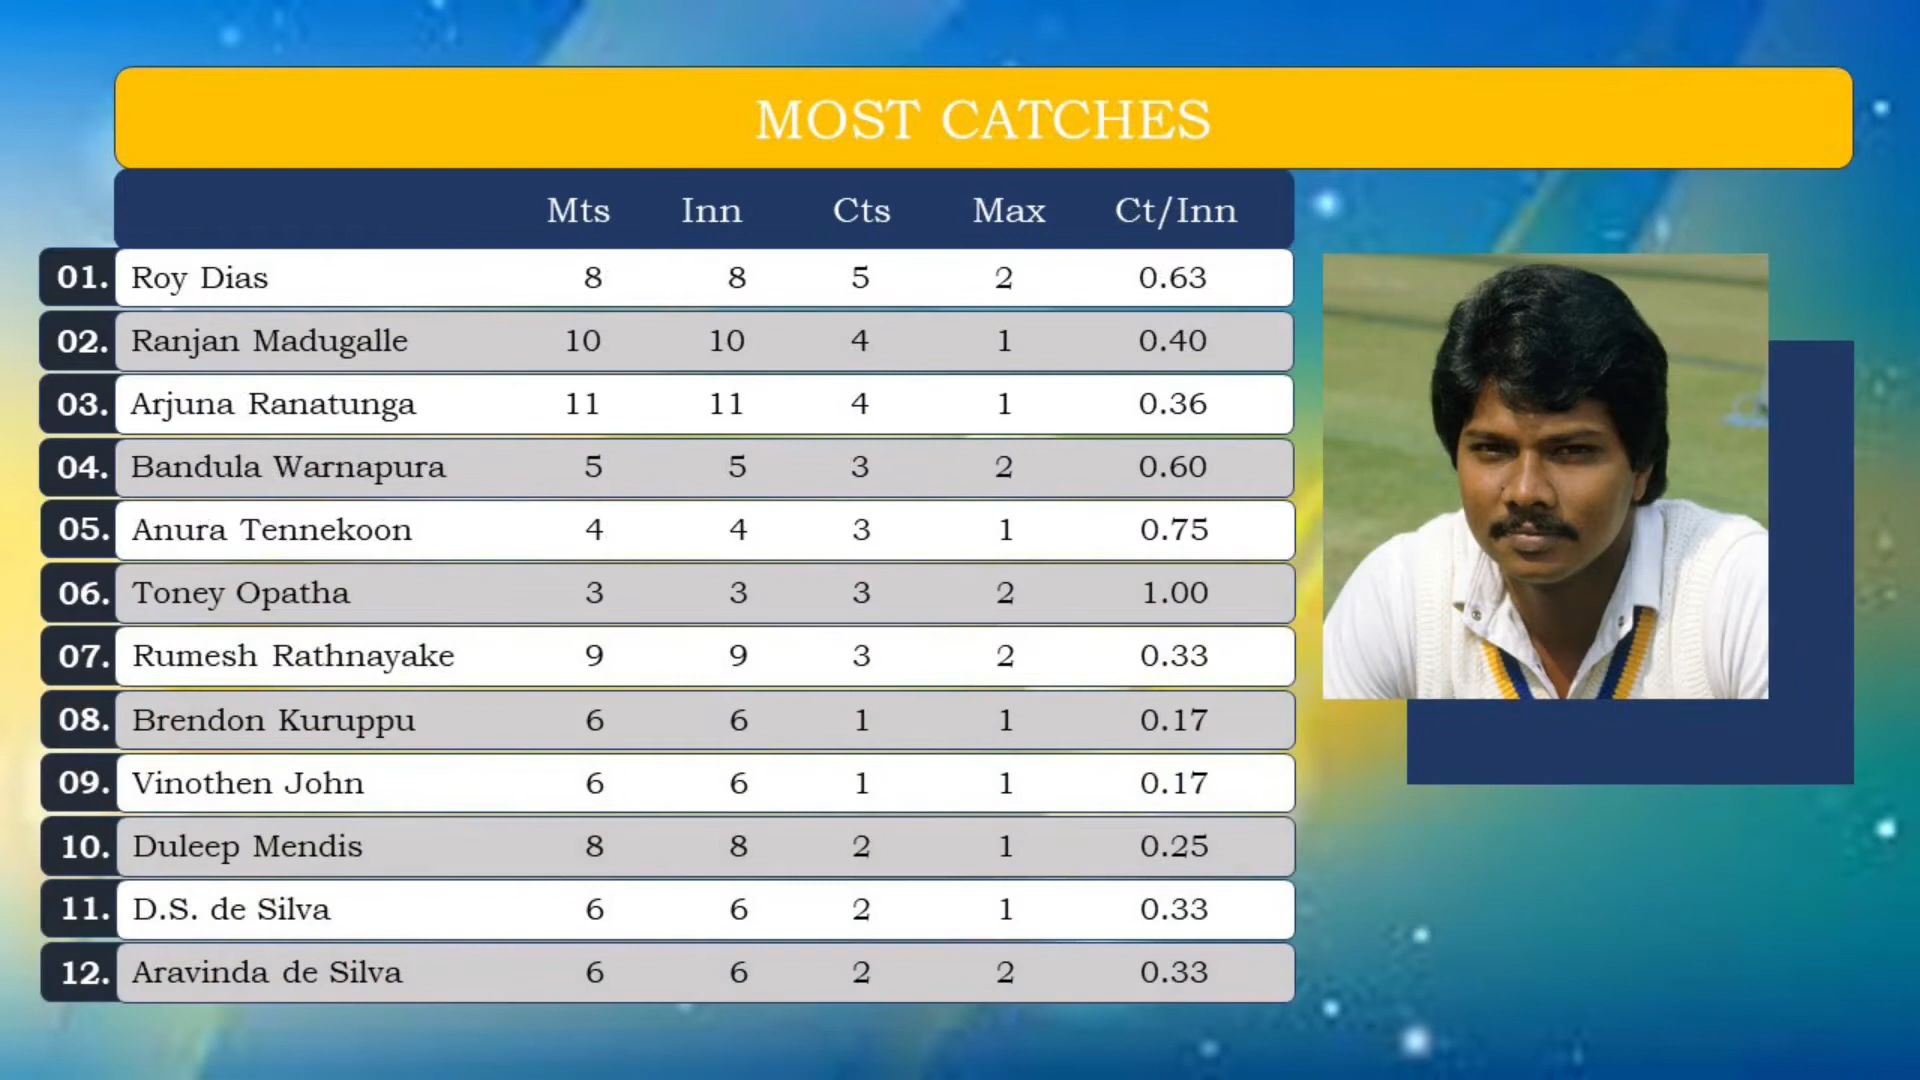 MOST CATCHES
Mts Inn Cts Max Ct/Inn
01. Roy Dias 8 8 5 2 0.63
02. Ranjan Madugalle 10 10 4 1 0.40
03. Arjuna Ranatunga 11 11 4 1 0.36
04. Bandula Warnapura 5 5 3 2 0.60
05. Anura Tennekoon 4 4 3 1 0.75
06. Toney Opatha 3 3 3 2 1.00
07. Rumesh Rathnayake 9 9 3 2 0.33
08. Brendon Kuruppu 6 6 1 1 0.17
09. Vinothen John 6 6 1 1 0.17
10. Duleep Mendis 8 8 2 1 0.25
11. D.S. de Silva 6 6 2 1 0.33
12. Aravinda de Silva 6 6 2 2 0.33